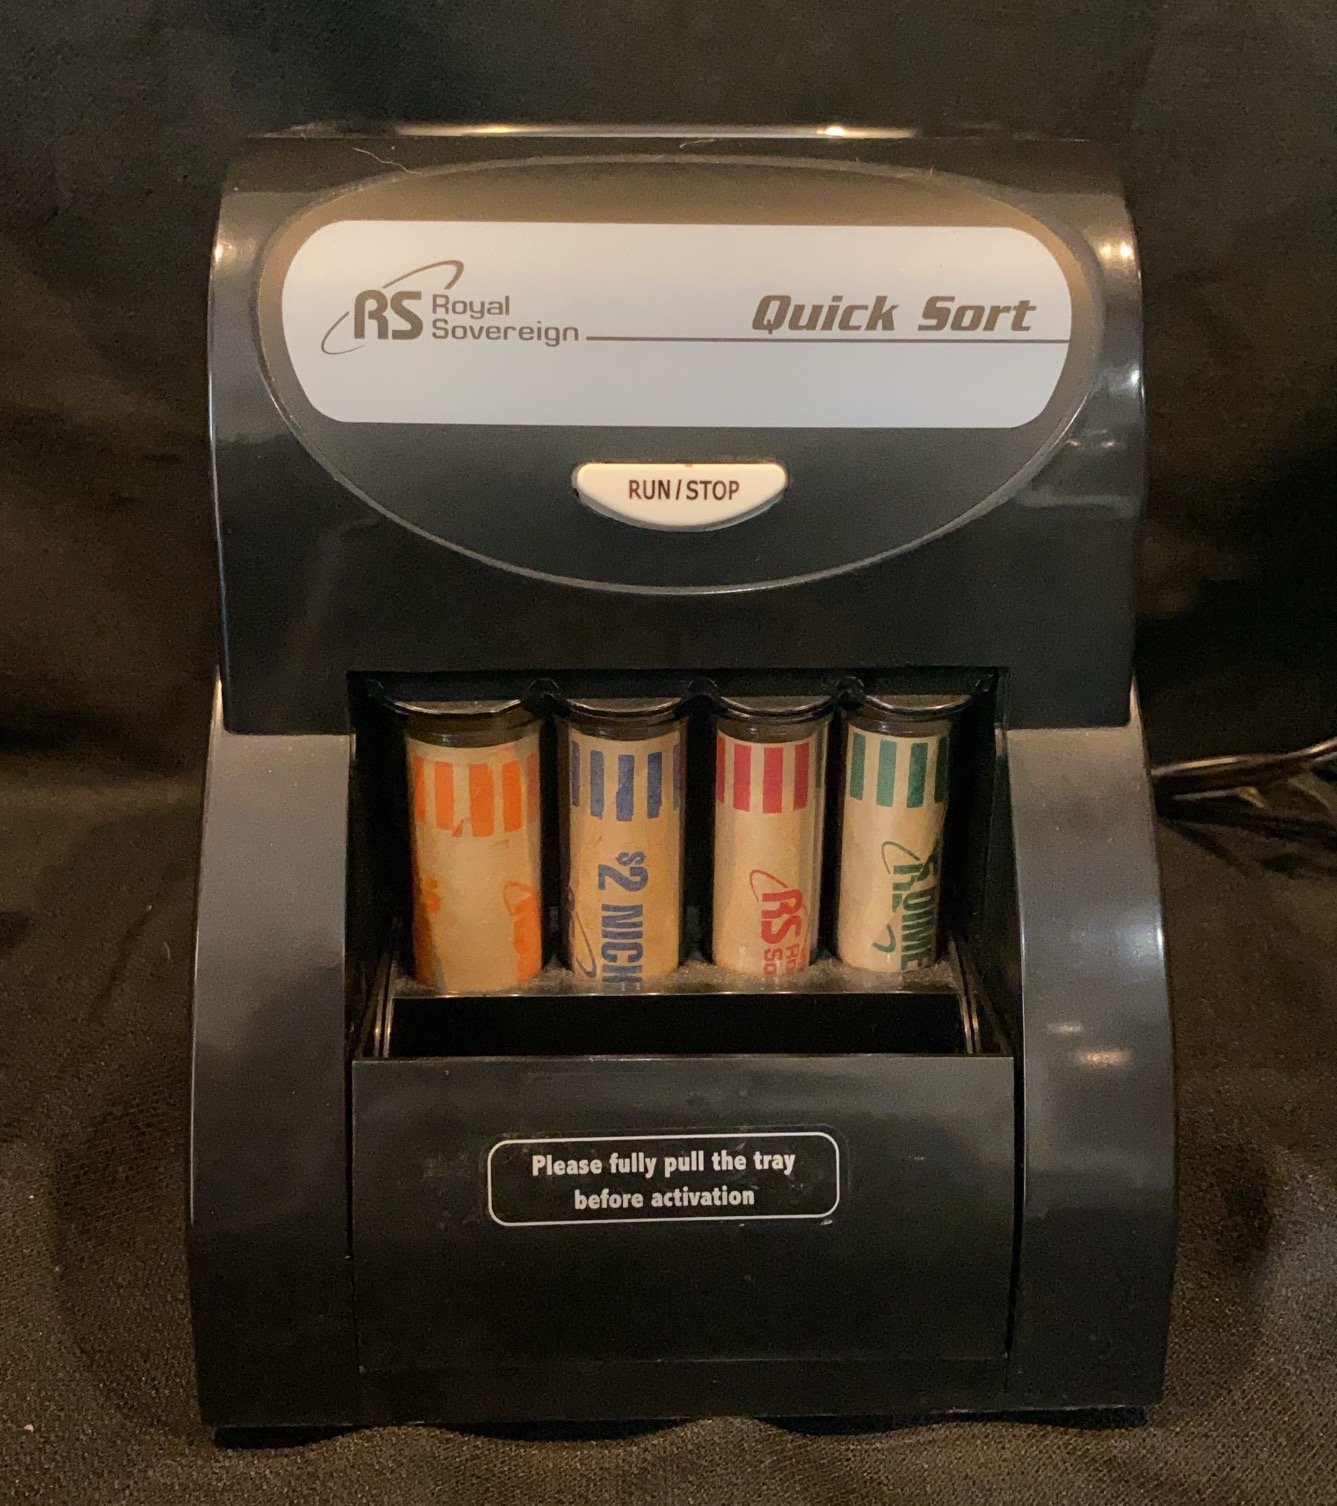 RS Royal
Sovereign
Quick Sort
RUN/STOP
$2 NICK
RS
Please fully pull the tray
before activation